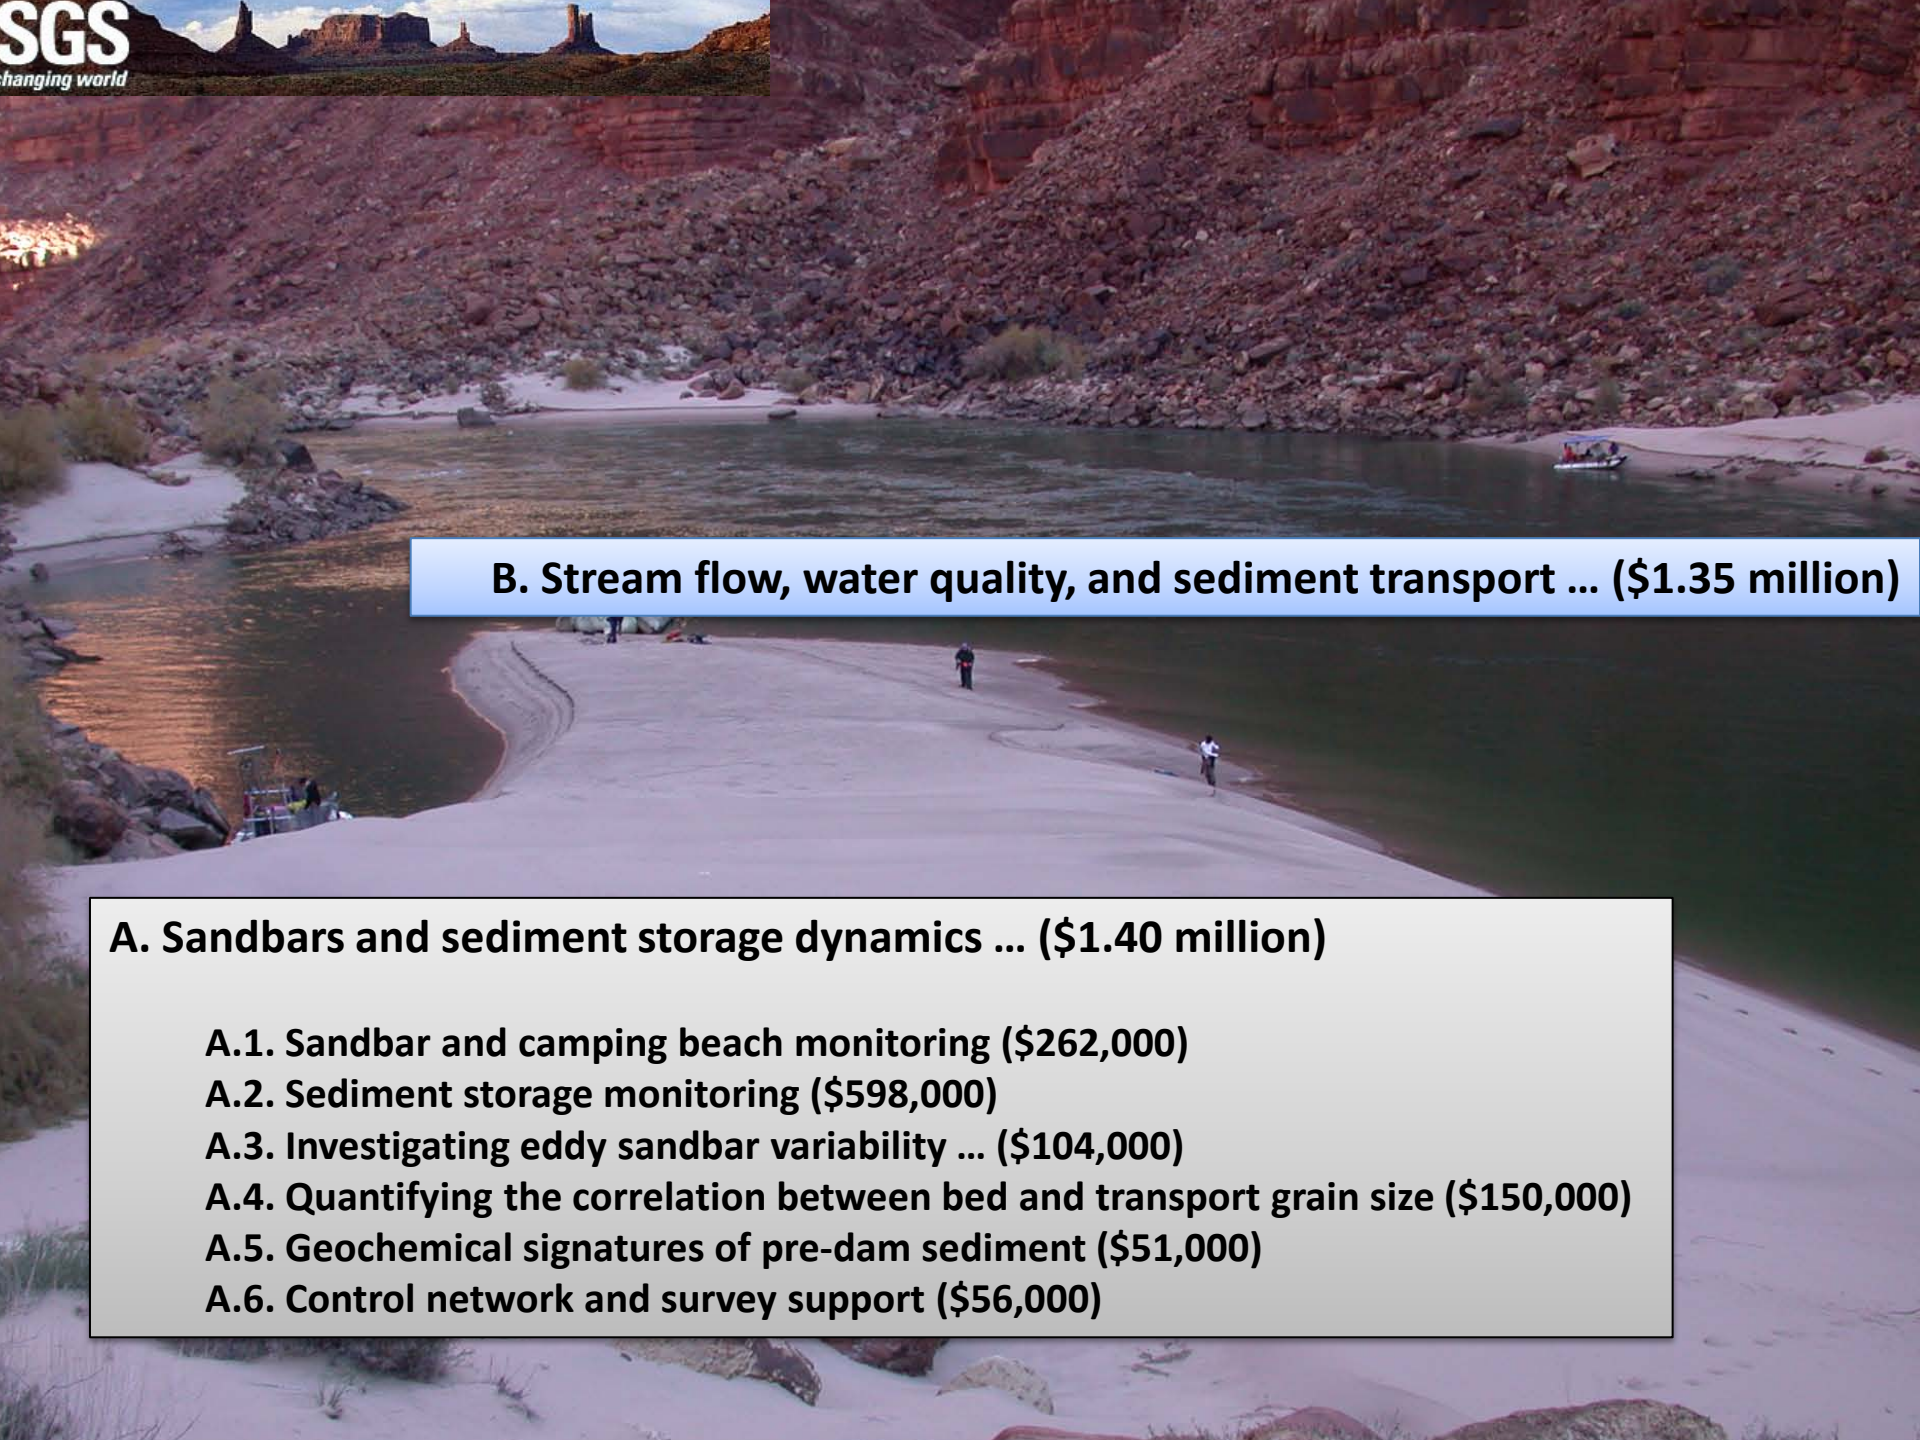 SGS
changing world
B. Stream flow, water quality, and sediment transport … ($1.35 million)
A. Sandbars and sediment storage dynamics … ($1.40 million)
A.1. Sandbar and camping beach monitoring ($262,000)
A.2. Sediment storage monitoring ($598,000)
A.3. Investigating eddy sandbar variability … ($104,000)
A.4. Quantifying the correlation between bed and transport grain size ($150,000)
A.5. Geochemical signatures of pre-dam sediment ($51,000)
A.6. Control network and survey support ($56,000)